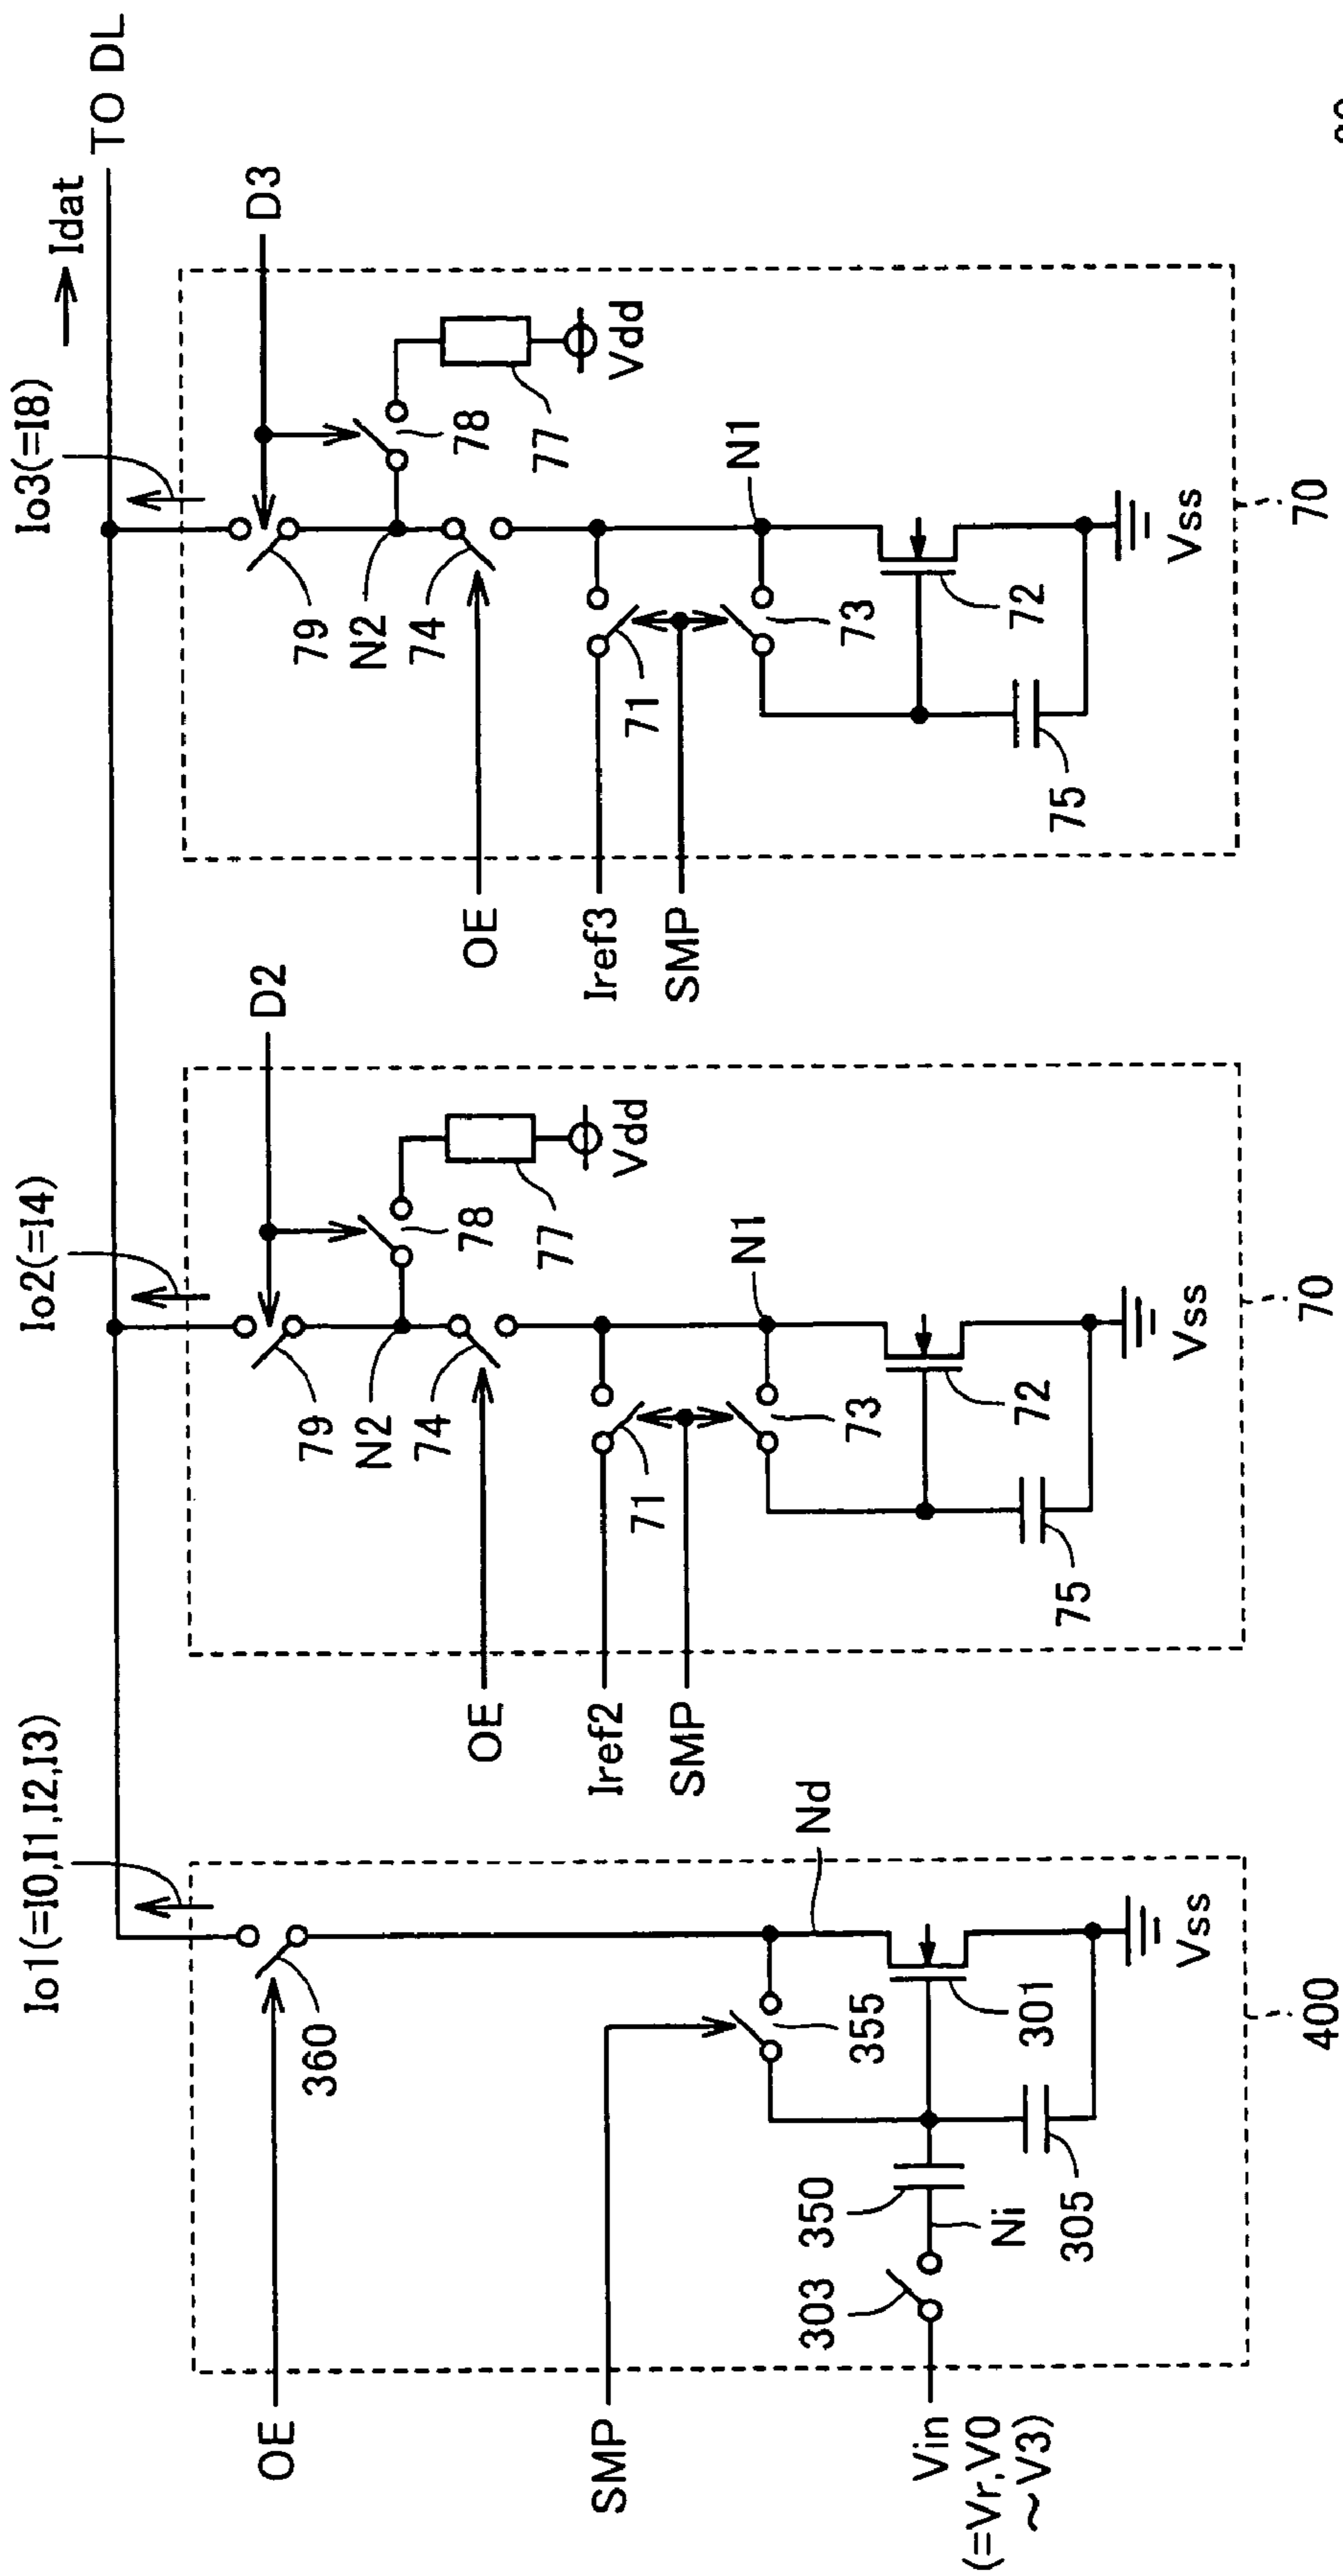 Io1(=I0,I1,I2,I3)
Io2(=I4)
Io3(=I8)
Idat
TO DL
OE
360
SMP
355
Nd
301
303
350
Ni
305
Vin
(=Vr,V0
~V3)
Vss
400
D2
79
N2
74
78
77
Vdd
OE
Iref2
SMP
71
73
N1
72
75
Vss
70
D3
79
N2
74
78
77
Vdd
OE
Iref3
SMP
71
73
N1
72
75
Vss
70